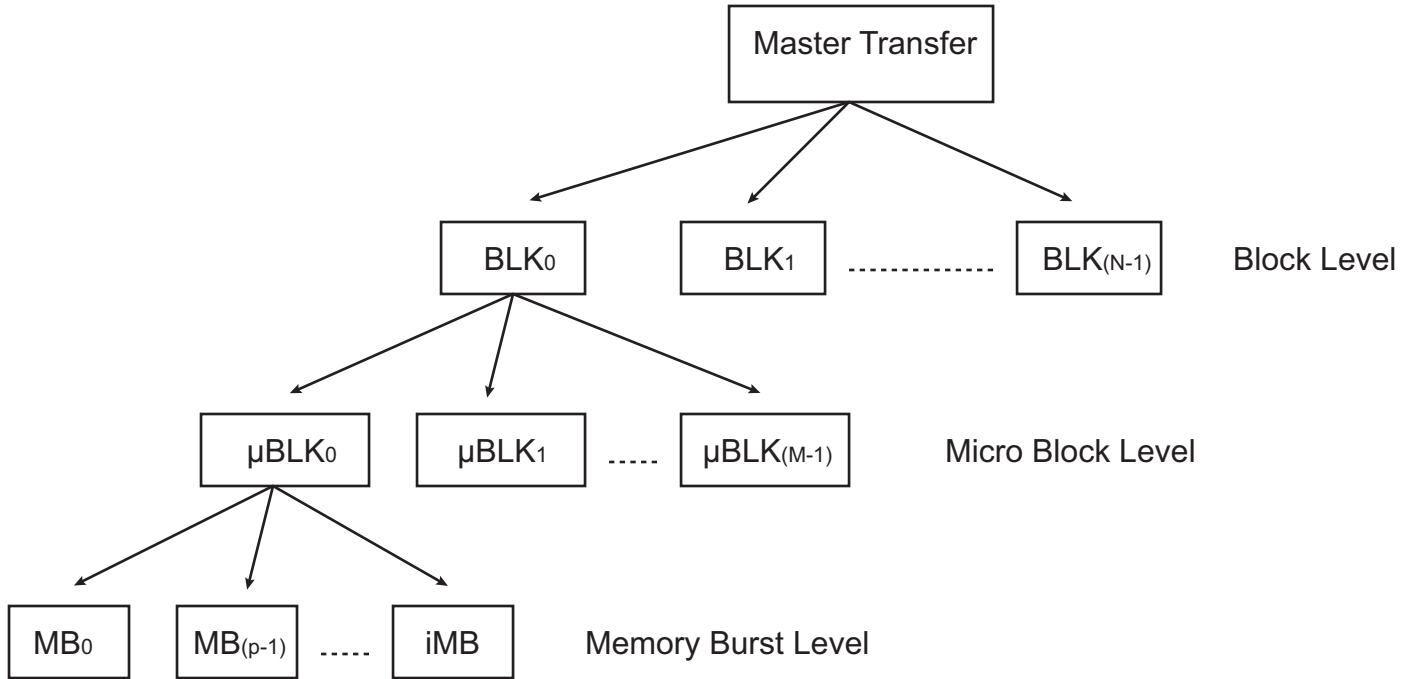 Master Transfer
BLK0 BLK1 BLK(N-1) Block Level
µBLK0 µBLK1 µBLK(M-1) Micro Block Level
MB0 MB(p-1) iMB Memory Burst Level